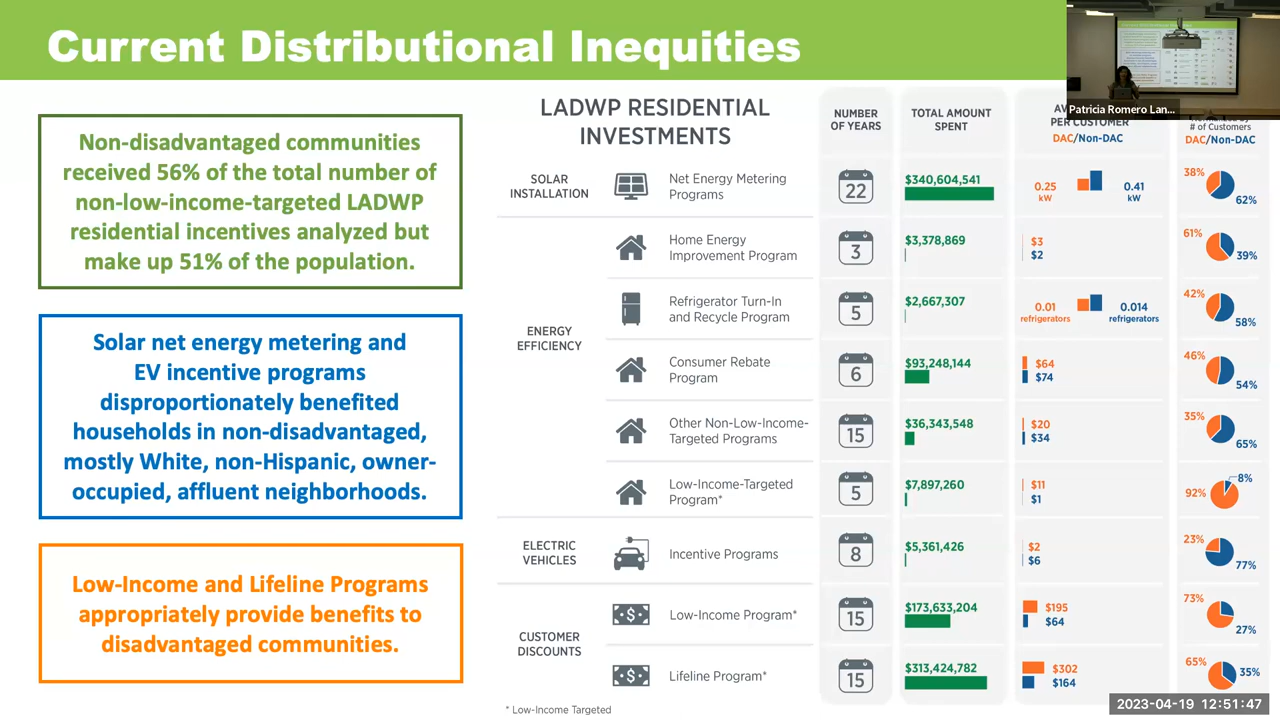 Current Distributional Inequities
Patricia Romero Lan...
Non-disadvantaged communities
received 56% of the total number of
non-low-income-targeted LADWP
residential incentives analyzed but
make up 51% of the population.
Solar net energy metering and
EV incentive programs
disproportionately benefited
households in non-disadvantaged,
mostly White, non-Hispanic, owner-
occupied, affluent neighborhoods.
Low-Income and Lifeline Programs
appropriately provide benefits to
disadvantaged communities.
LADWP RESIDENTIAL
INVESTMENTS
NUMBER
OF YEARS
TOTAL AMOUNT
SPENT
PER CUSTOMER
DAC/Non-DAC
# of Customers
DAC/Non-DAC
SOLAR
INSTALLATION
Net Energy Metering
Programs
22
$340,604,541
0.25
kW
0.41
kW
38%
62%
ENERGY
EFFICIENCY
Home Energy
Improvement Program
3
$3,378,869
$3
$2
61%
39%
Refrigerator Turn-In
and Recycle Program
5
$2,667,307
0.01
refrigerators
0.014
refrigerators
42%
58%
Consumer Rebate
Program
6
$93,248,144
$64
$74
46%
54%
Other Non-Low-Income-
Targeted Programs
15
$36,343,548
$20
$34
35%
65%
Low-Income-Targeted
Program*
5
$7,897,260
$11
$1
92%
8%
ELECTRIC
VEHICLES
Incentive Programs
8
$5,361,426
$2
$6
23%
77%
CUSTOMER
DISCOUNTS
Low-Income Program*
15
$173,633,204
$195
$64
73%
27%
Lifeline Program*
15
$313,424,782
$302
$164
65%
35%
* Low-Income Targeted
2023-04-19 12:51:47